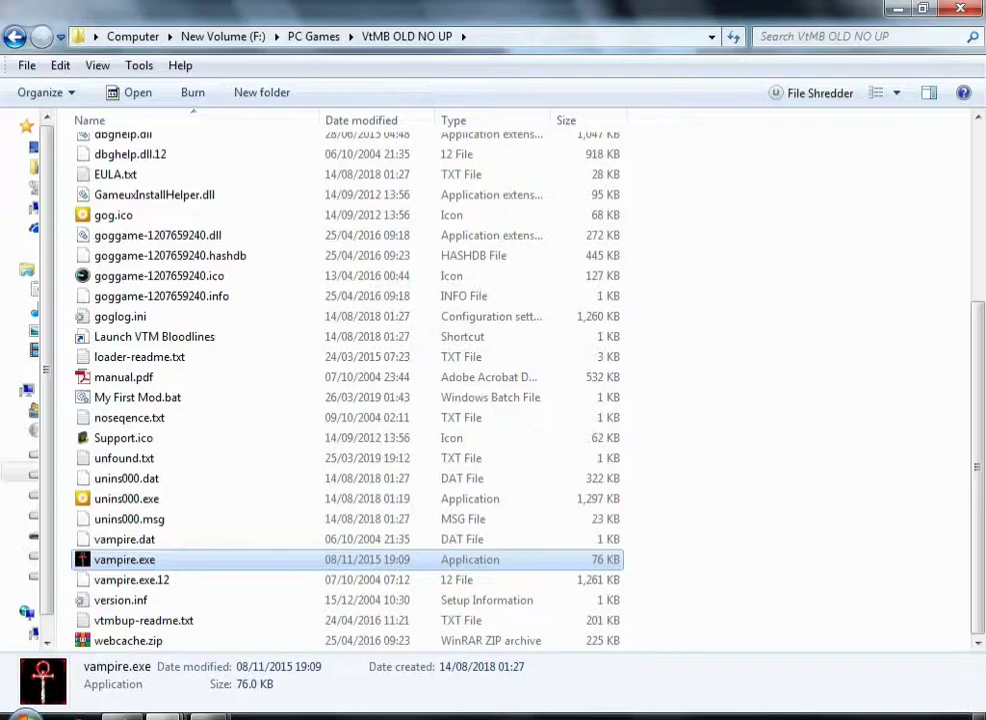 Computer ▸ New Volume (F:) ▸ PC Games ▸ VtMB OLD NO UP ▸ Search VtMB OLD NO UP
File Edit View Tools Help
Organize Open Burn New folder File Shredder
Name Date modified Type Size
dbghelp.dll 28/06/2015 04:48 Application extens... 1,047 KB
dbghelp.dll.12 06/10/2004 21:35 12 File 918 KB
EULA.txt 14/08/2018 01:27 TXT File 28 KB
GameuxInstallHelper.dll 14/09/2012 13:56 Application extens... 95 KB
gog.ico 14/09/2012 13:56 Icon 68 KB
goggame-1207659240.dll 25/04/2016 09:18 Application extens... 272 KB
goggame-1207659240.hashdb 25/04/2016 09:23 HASHDB File 445 KB
goggame-1207659240.ico 13/04/2016 00:44 Icon 127 KB
goggame-1207659240.info 25/04/2016 09:18 INFO File 1 KB
goglog.ini 14/08/2018 01:27 Configuration sett... 1,260 KB
Launch VTM Bloodlines 14/08/2018 01:27 Shortcut 2 KB
loader-readme.txt 24/03/2015 07:23 TXT File 3 KB
manual.pdf 07/10/2004 23:44 Adobe Acrobat D... 532 KB
My First Mod.bat 26/03/2019 01:43 Windows Batch File 1 KB
noseqence.txt 09/10/2004 02:11 TXT File 1 KB
Support.ico 14/09/2012 13:56 Icon 62 KB
unfound.txt 25/03/2019 19:12 TXT File 1 KB
unins000.dat 14/08/2018 01:27 DAT File 322 KB
unins000.exe 14/08/2018 01:19 Application 1,297 KB
unins000.msg 14/08/2018 01:27 MSG File 23 KB
vampire.dat 06/10/2004 21:35 DAT File 1 KB
vampire.exe 08/11/2015 19:09 Application 76 KB
vampire.exe.12 07/10/2004 07:12 12 File 1,261 KB
version.inf 15/12/2004 10:30 Setup Information 1 KB
vtmbup-readme.txt 24/04/2016 11:21 TXT File 201 KB
webcache.zip 25/04/2016 09:23 WinRAR ZIP archive 225 KB
vampire.exe Date modified: 08/11/2015 19:09 Date created: 14/08/2018 01:27
Application Size: 76.0 KB